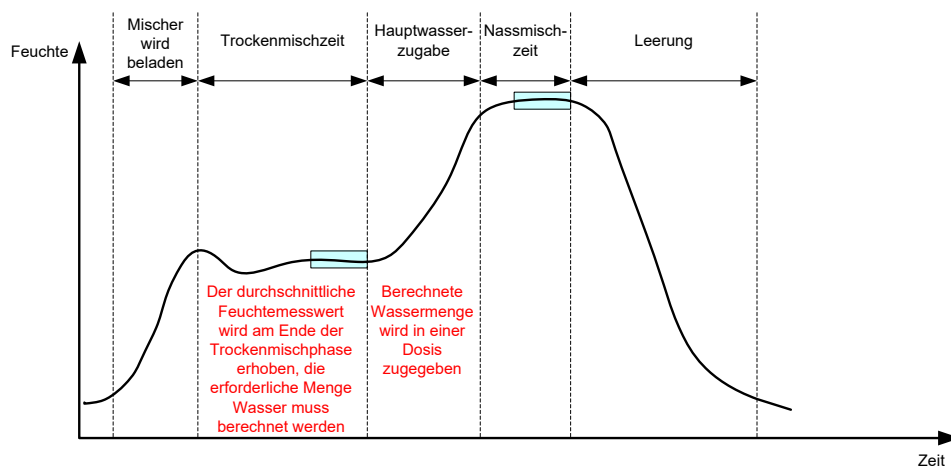 Feuchte
Mischer
wird
beladen
Trockenmischzeit
Hauptwasser-
zugabe
Nassmisch-
zeit
Leerung
Der durchschnittliche
Feuchtemesswert
wird am Ende der
Trockenmischphase
erhoben, die
erforderliche Menge
Wasser muss
berechnet werden
Berechnete
Wassermenge
wird in einer
Dosis
zugegeben
Zeit